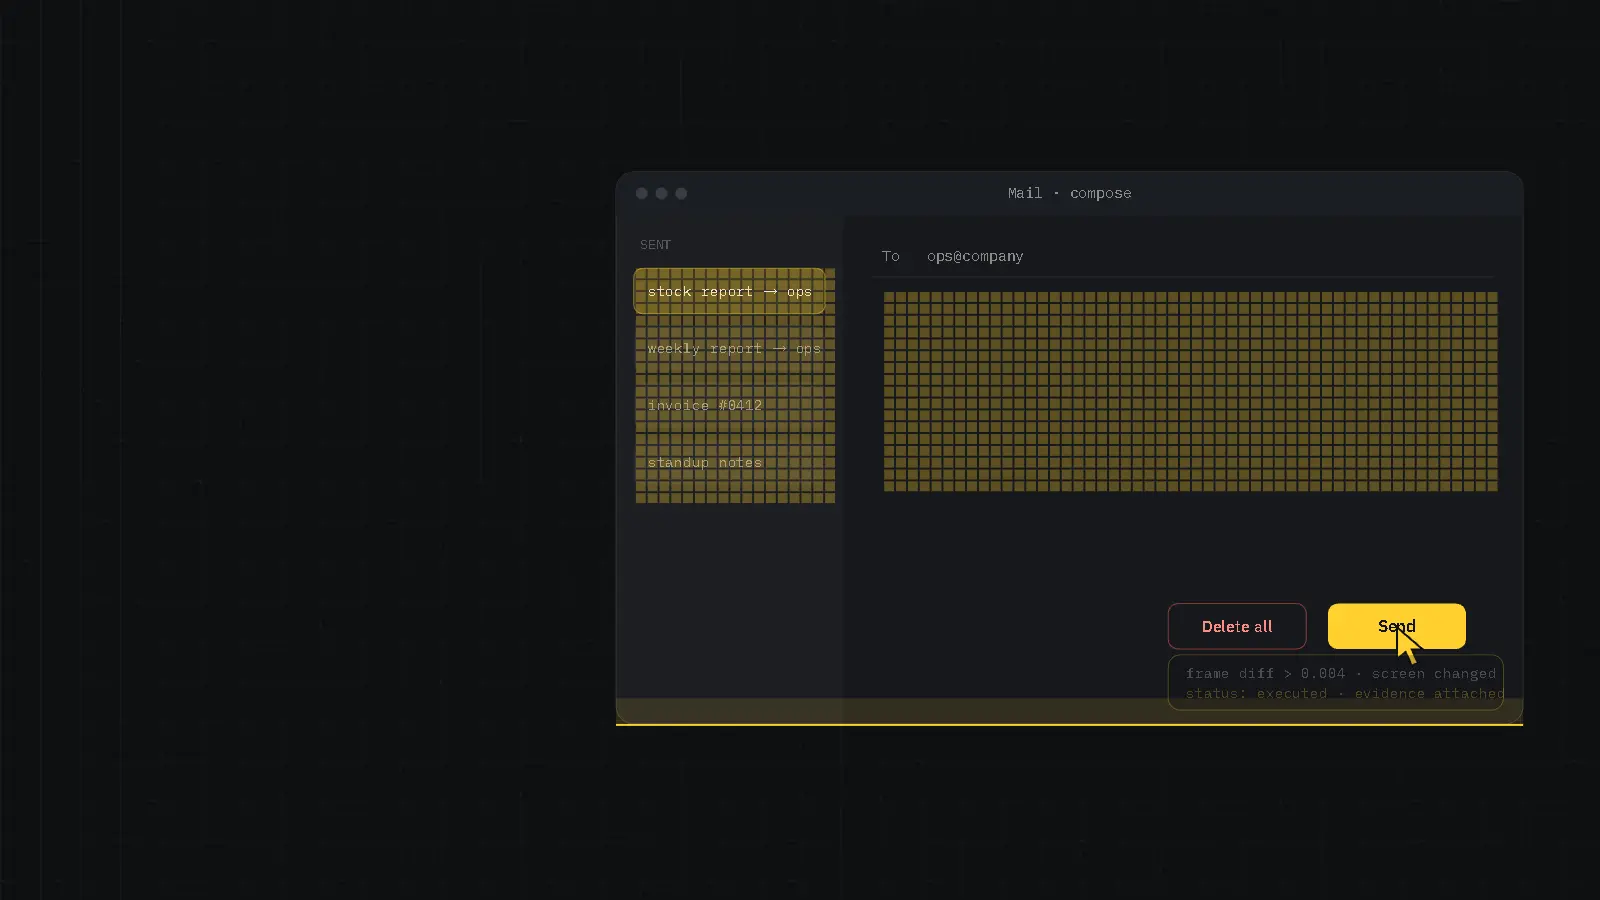 Mail · compose
SENT
stock report → ops
weekly report → ops
invoice #0412
standup notes
To ops@company
Delete all
Send
frame diff > 0.004 · screen changed
status: executed · evidence attached